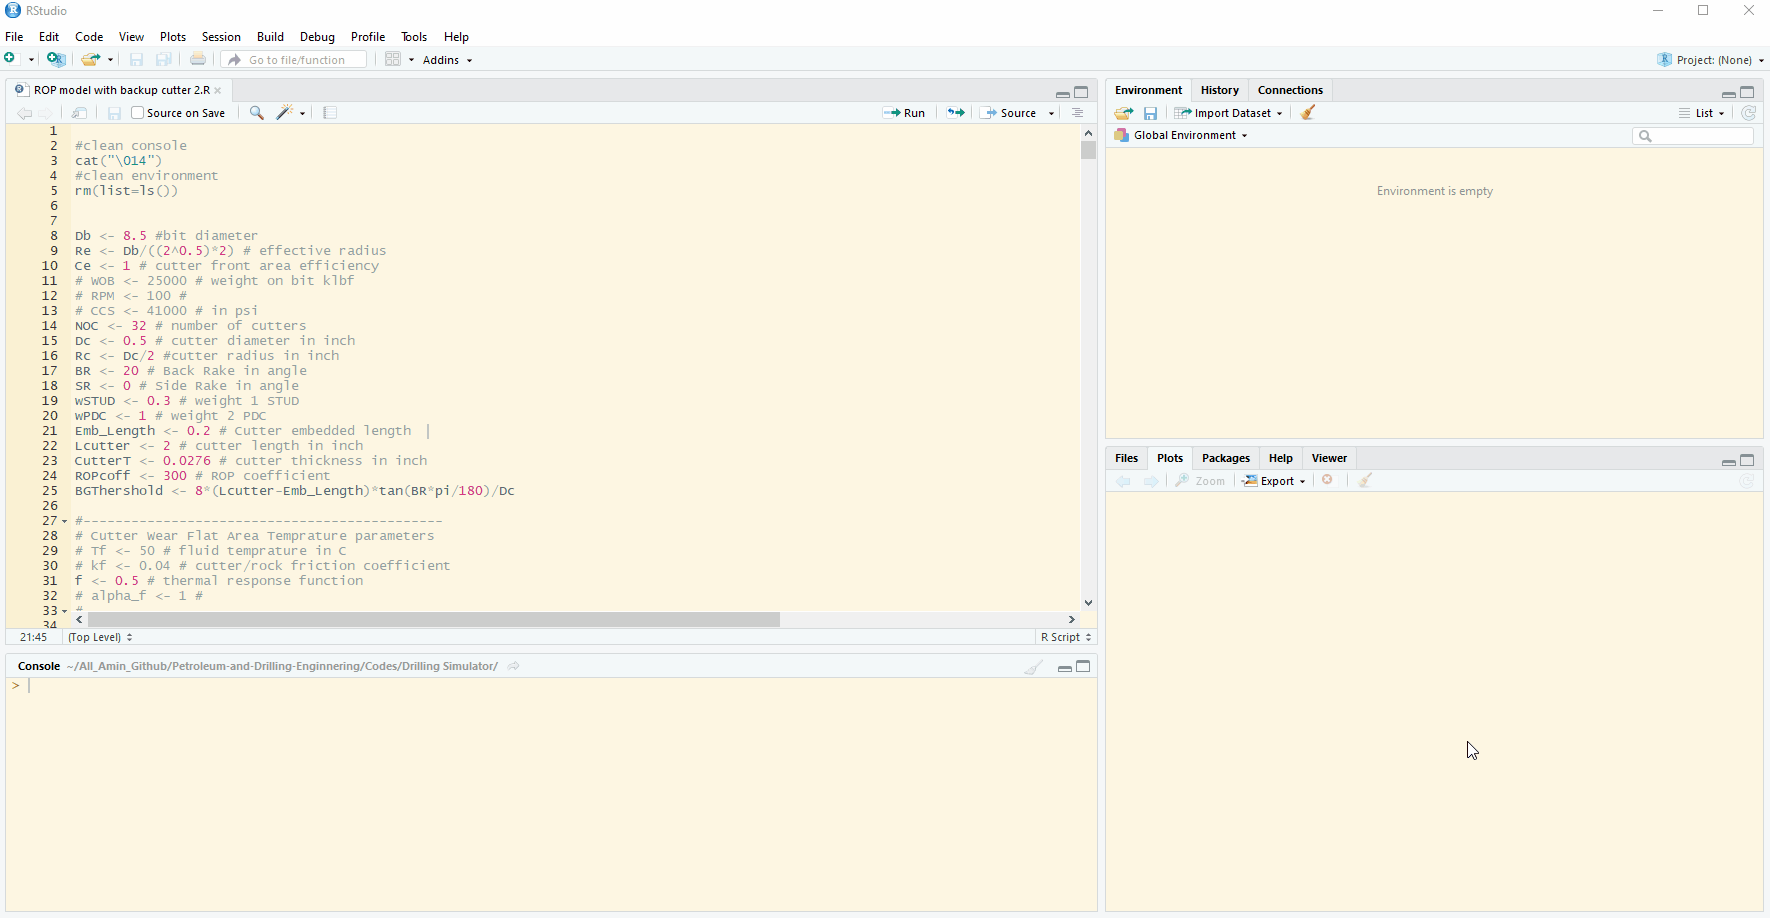 RStudio
File Edit Code View Plots Session Build Debug Profile Tools Help
Go to file/function Addins Project: (None)
ROP model with backup cutter 2.R
Source on Save Run Source
1
2 #clean console
3 cat("\014")
4 #clean environment
5 rm(list=ls())
6
7
8 Db <- 8.5 #bit diameter
9 Re <- Db/((2^0.5)*2) # effective radius
10 Ce <- 1 # cutter front area efficiency
11 # WOB <- 25000 # weight on bit klbf
12 # RPM <- 100 #
13 # CCS <- 41000 # in psi
14 NOC <- 32 # number of cutters
15 Dc <- 0.5 # cutter diameter in inch
16 Rc <- Dc/2 #cutter radius in inch
17 BR <- 20 # Back Rake in angle
18 SR <- 0 # Side Rake in angle
19 wSTUD <- 0.3 # weight 1 STUD
20 wPDC <- 1 # weight 2 PDC
21 Emb_Length <- 0.2 # Cutter embedded length
22 Lcutter <- 2 # cutter length in inch
23 CutterT <- 0.0276 # cutter thickness in inch
24 ROPcoff <- 300 # ROP coefficient
25 BGThershold <- 8*(Lcutter-Emb_Length)*tan(BR*pi/180)/Dc
26
27 #---------------------------------------------
28 # Cutter Wear Flat Area Temprature parameters
29 # Tf <- 50 # fluid temprature in C
30 # kf <- 0.04 # cutter/rock friction coefficient
31 f <- 0.5 # thermal response function
32 # alpha_f <- 1 #
33 #
34
21:45 (Top Level) R Script
Console ~/All_Amin_Github/Petroleum-and-Drilling-Enginnering/Codes/Drilling Simulator/
>
Environment History Connections
Import Dataset List
Global Environment
Environment is empty
Files Plots Packages Help Viewer
Zoom Export